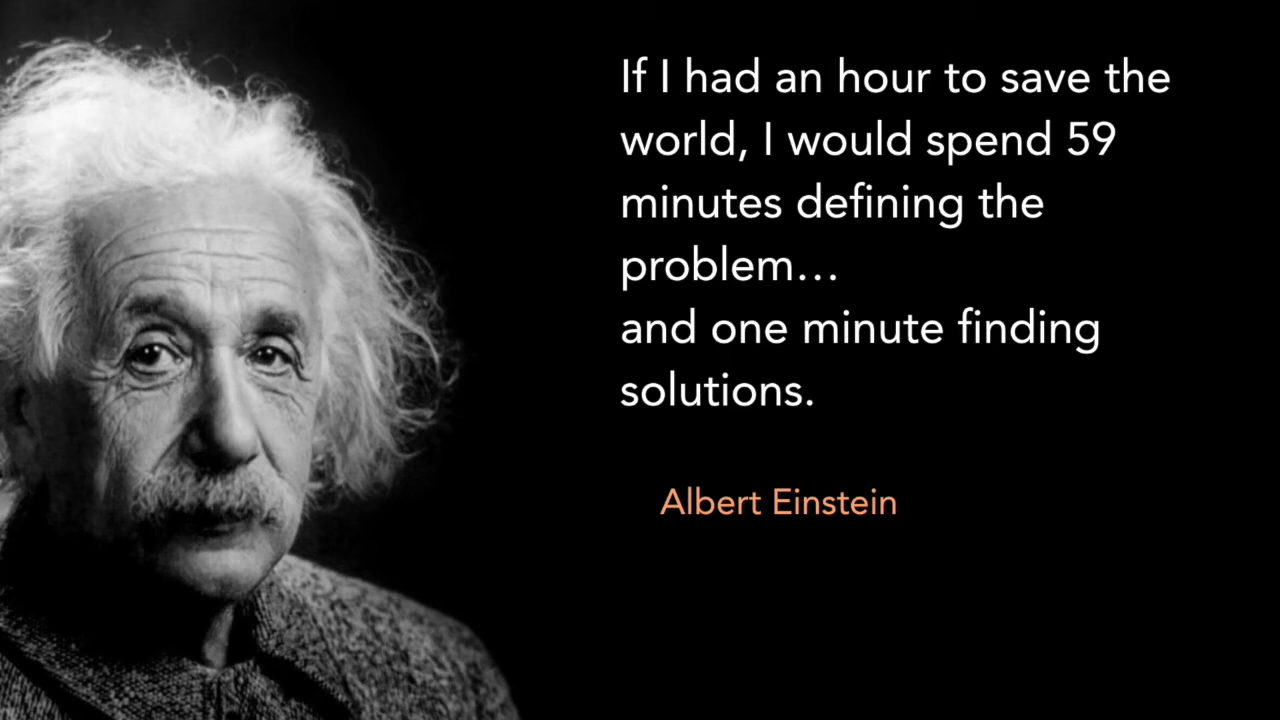 If I had an hour to save the
world, I would spend 59
minutes defining the
problem…
and one minute finding
solutions.
Albert Einstein